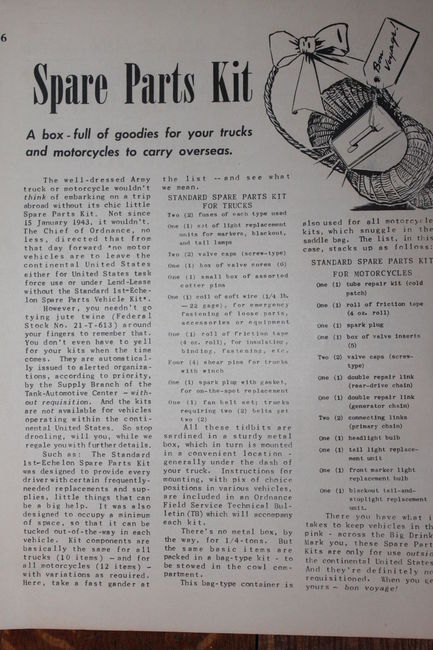 6
Spare Parts Kit
Bon
Voyage!
A box-full of goodies for your trucks
and motorcycles to carry overseas.
The well-dressed Army
truck or motorcycle wouldn't
think of embarking on a trip
abroad without its chic little
Spare Parts Kit. Not since
15 January 1943, it wouldn't.
The Chief of Ordnance, no
less, directed that from
that day forward "no motor
vehicles are to leave the
continental United States
either for United States task
force use or under Lend-Lease
without the Standard 1st-Eche-
lon Spare Parts Vehicle Kit".
However, you needn't go
tying jute twine (Federal
Stock No. 21-T-613) around
your fingers to remember that.
You don't even have to yell
for your kits when the time
comes. They are automatical-
ly issued to alerted organiza-
tions, according to priority,
by the Supply Branch of the
Tank-Automotive Center - with-
out requisition. And the kits
are not available for vehicles
operating within the conti-
nental United States. So stop
drooling, will you, while we
regale you with further details.
Such as: The Standard
1st-Echelon Spare Parts Kit
was designed to provide every
driver with certain frequently-
needed replacements and sup-
plies, little things that can
be a big help. It was also
designed to occupy a minimum
of space, so that it can be
tucked out-of-the-way in each
vehicle. Kit components are
basically the same for all
trucks (10 items) - and for
all motorcycles (12 items) -
with variations as required.
Here, take a fast gander at
the list -- and see what
we mean.
STANDARD SPARE PARTS KIT
FOR TRUCKS
Two (2) fuses of each type used
One (1) set of light replacement
units for markers, blackout,
and tail lamps
Two (2) valve caps (screw-type)
One (1) box of valve cores (5)
One (1) small box of assorted
cotter pins
One (1) coil of soft wire (1/4 lb.
- 22 gage), for emergency
fastening of loose parts,
accessories or equipment
One (1) roll of friction tape
(4 oz. roll), for insulating,
binding, fastening, etc.
Four (4) shear pins for trucks
with winch
One (1) spark plug with gasket,
for on-the-spot replacement
One (1) fan belt set; trucks
requiring two (2) belts get
two (2)
All these tidbits are
sardined in a sturdy metal
box, which in turn is mounted
in a convenient location -
generally under the dash of
your truck. Instructions for
mounting, with pix of choice
positions in various vehicles,
are included in an Ordnance
Field Service Technical Bul-
letin (TB) which will accompany
each kit.
There's no metal box, by
the way, for 1/4-tons. But
the same basic items are
packed in a bag-type kit - to
be stowed in the cowl com-
partment.
This bag-type container is
also used for all motorcycle
kits, which snuggle in the
saddle bag. The list, in this
case, stacks up as follows:
STANDARD SPARE PARTS KIT
FOR MOTORCYCLES
One (1) tube repair kit (cold
patch)
One (1) roll of friction tape
(4 oz. roll)
One (1) spark plug
One (1) box of valve inserts
(5)
Two (2) valve caps (screw-
type)
One (1) double repair link
(rear-drive chain)
One (1) double repair link
(generator chain)
Two (2) connecting links
(primary chain)
One (1) headlight bulb
One (1) tail light replace-
ment unit
One (1) front marker light
replacement bulb
One (1) blackout tail-and-
stoplight replacement
unit.
There you have what it
takes to keep vehicles in the
pink - across the Big Drink.
Mark you, these Spare Parts
Kits are only for use outside
the continental United States.
And they're definitely not
requisitioned. When you get
yours - bon voyage!